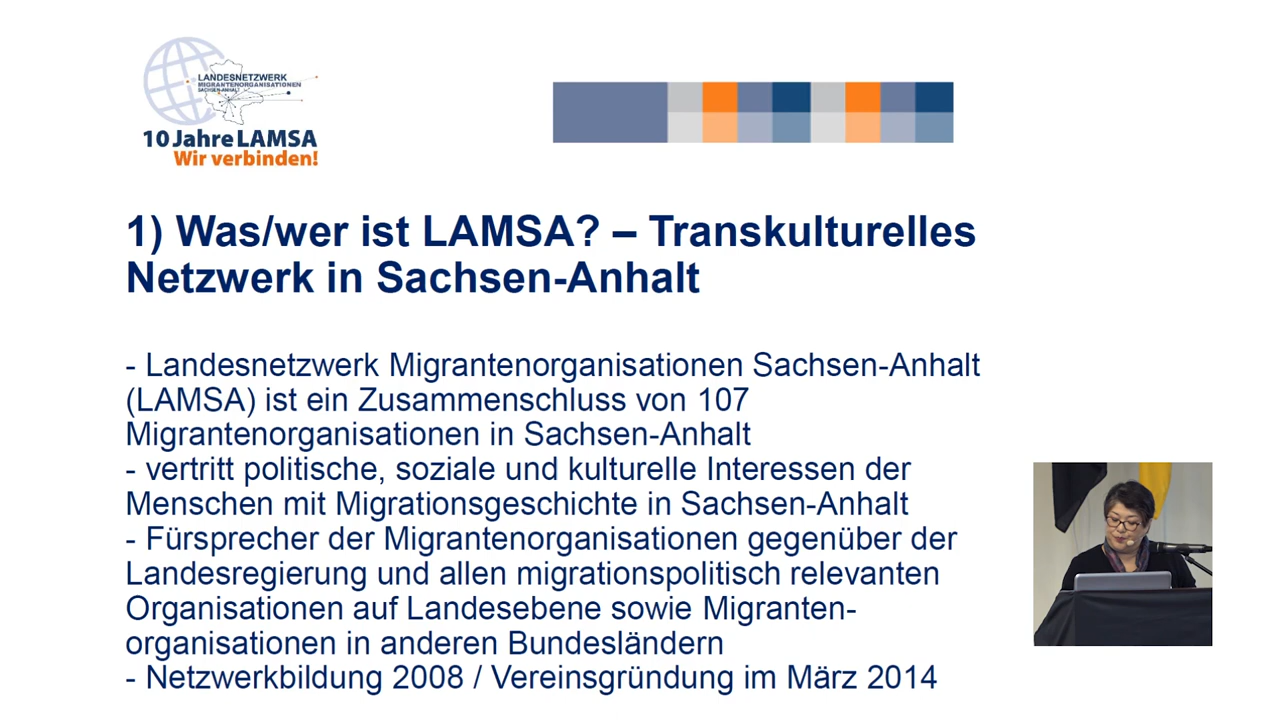 LANDESNETZWERK
MIGRANTENORGANISATIONEN
SACHSEN-ANHALT
10 Jahre LAMSA
Wir verbinden!
1) Was/wer ist LAMSA? – Transkulturelles
Netzwerk in Sachsen-Anhalt
- Landesnetzwerk Migrantenorganisationen Sachsen-Anhalt
(LAMSA) ist ein Zusammenschluss von 107
Migrantenorganisationen in Sachsen-Anhalt
- vertritt politische, soziale und kulturelle Interessen der
Menschen mit Migrationsgeschichte in Sachsen-Anhalt
- Fürsprecher der Migrantenorganisationen gegenüber der
Landesregierung und allen migrationspolitisch relevanten
Organisationen auf Landesebene sowie Migranten-
organisationen in anderen Bundesländern
- Netzwerkbildung 2008 / Vereinsgründung im März 2014